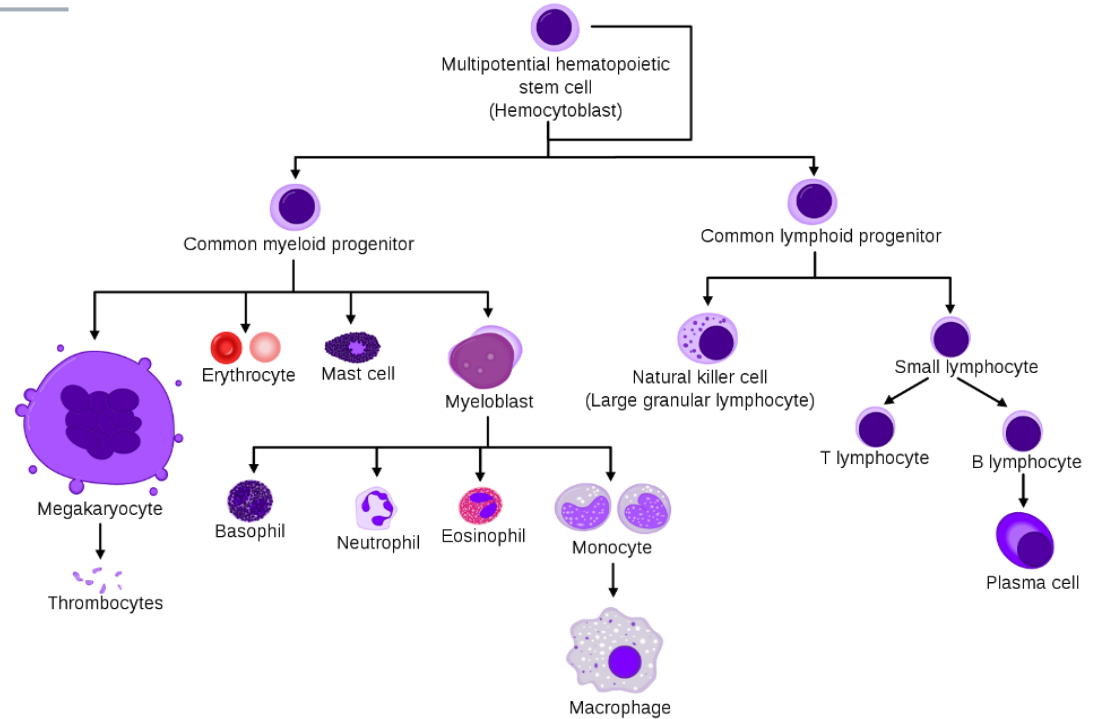 Multipotential hematopoietic
stem cell
(Hemocytoblast)
Common myeloid progenitor
Common lymphoid progenitor
Erythrocyte
Mast cell
Myeloblast
Natural killer cell
(Large granular lymphocyte)
Small lymphocyte
T lymphocyte
B lymphocyte
Megakaryocyte
Basophil
Neutrophil
Eosinophil
Monocyte
Plasma cell
Thrombocytes
Macrophage